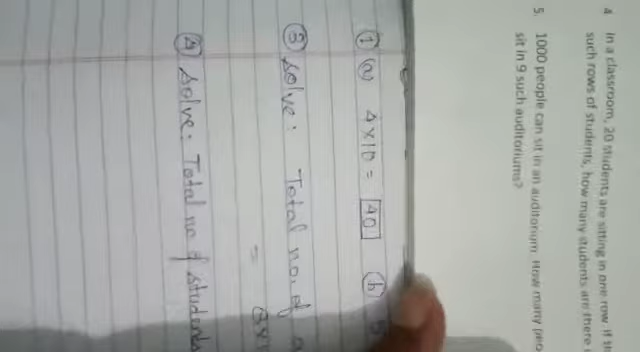 4 In a classroom, 20 students are sitting in one row. If
such rows of students, how many students are there
5. 1000 people can sit in an auditorium. How many
sit in 9 such auditoriums?
① (a) 4×10 = 40 (b) 5
③ Solve: Total no. of
=
④ Solve: Total no of students